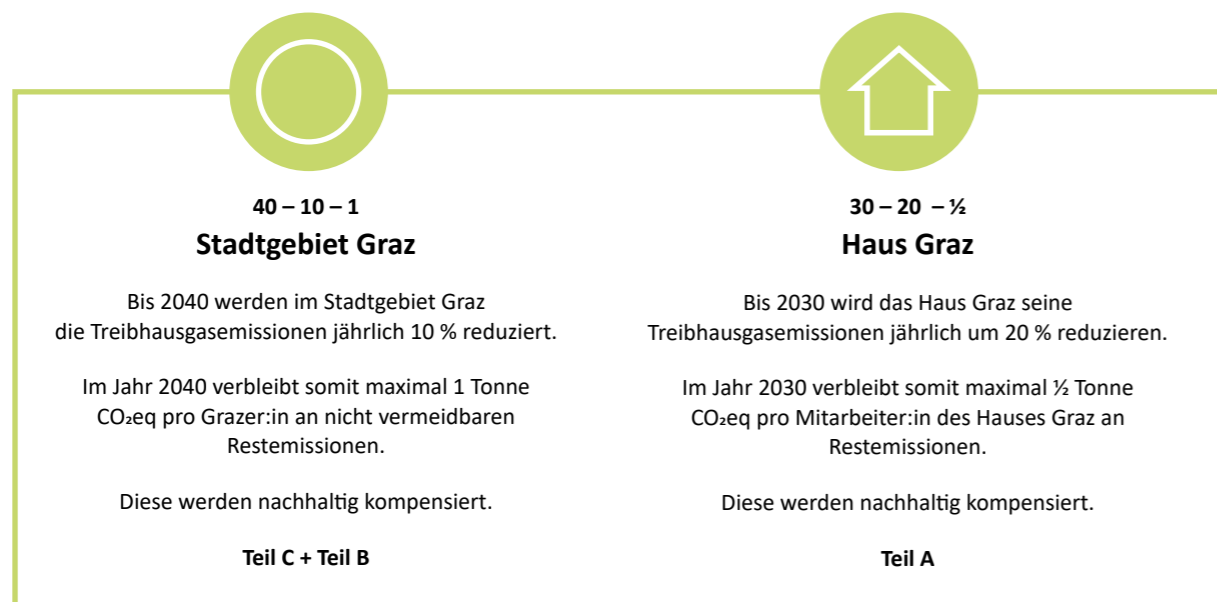 40 – 10 – 1
Stadtgebiet Graz
Bis 2040 werden im Stadtgebiet Graz
die Treibhausgasemissionen jährlich 10 % reduziert.
Im Jahr 2040 verbleibt somit maximal 1 Tonne
CO₂eq pro Grazer:in an nicht vermeidbaren
Restemissionen.
Diese werden nachhaltig kompensiert.
Teil C + Teil B
30 – 20 – ½
Haus Graz
Bis 2030 wird das Haus Graz seine
Treibhausgasemissionen jährlich um 20 % reduzieren.
Im Jahr 2030 verbleibt somit maximal ½ Tonne
CO₂eq pro Mitarbeiter:in des Hauses Graz an
Restemissionen.
Diese werden nachhaltig kompensiert.
Teil A